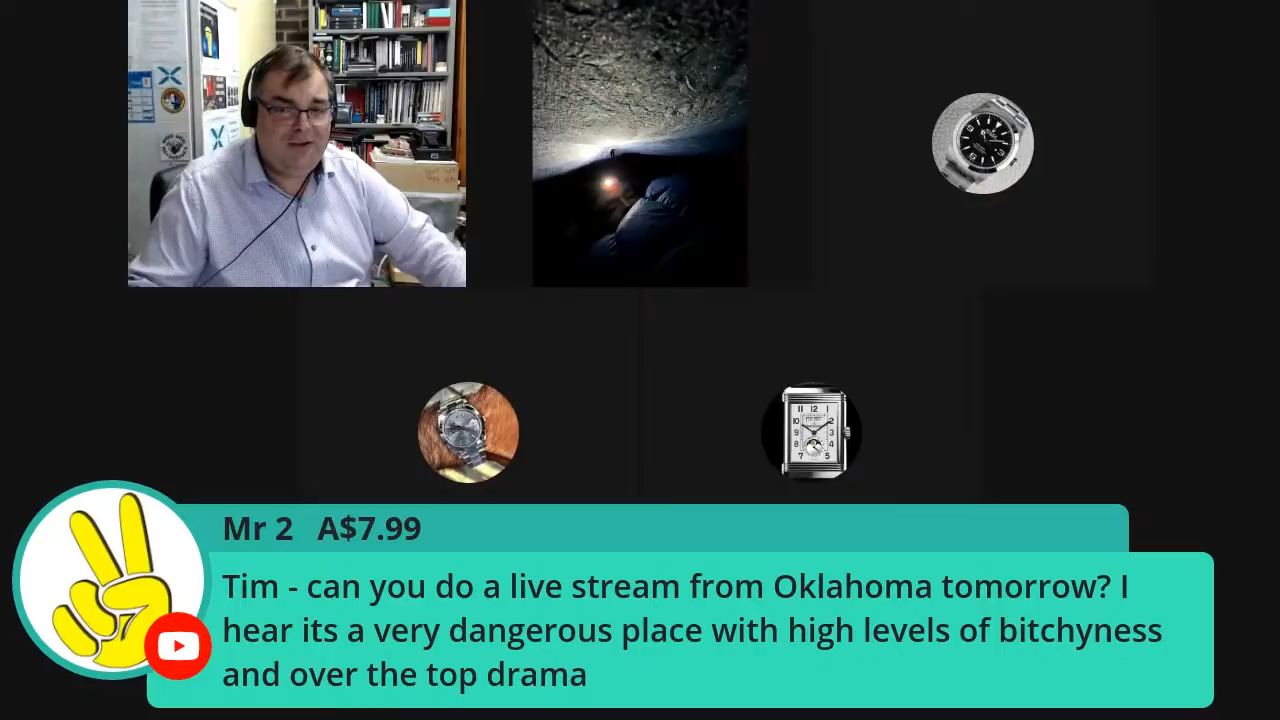 Mr 2 A$7.99
Tim - can you do a live stream from Oklahoma tomorrow? I
hear its a very dangerous place with high levels of bitchyness
and over the top drama